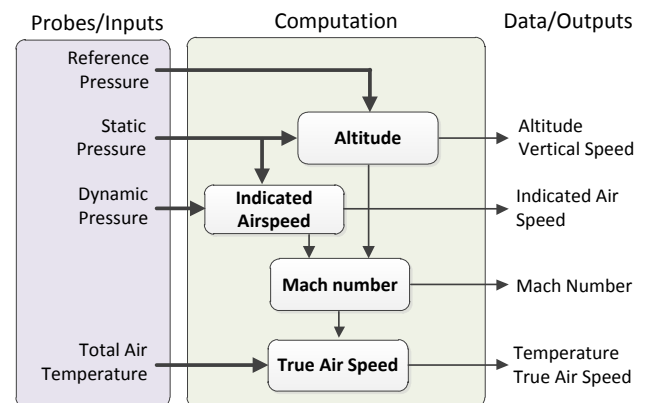 Probes/Inputs
Computation
Data/Outputs
Reference
Pressure
Static
Pressure
Altitude
Altitude
Vertical Speed
Dynamic
Pressure
Indicated
Airspeed
Indicated Air
Speed
Mach number
Mach Number
Total Air
Temperature
True Air Speed
Temperature
True Air Speed